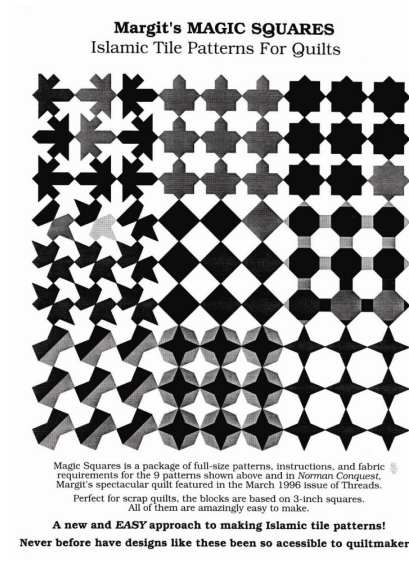 Margit's MAGIC SQUARES
Islamic Tile Patterns For Quilts
Magic Squares is a package of full-size patterns, instructions, and fabric
requirements for the 9 patterns shown above and in Norman Conquest,
Margit's spectacular quilt featured in the March 1996 issue of Threads.
Perfect for scrap quilts, the blocks are based on 3-inch squares.
All of them are amazingly easy to make.
A new and EASY approach to making Islamic tile patterns!
Never before have designs like these been so acessible to quiltmaker